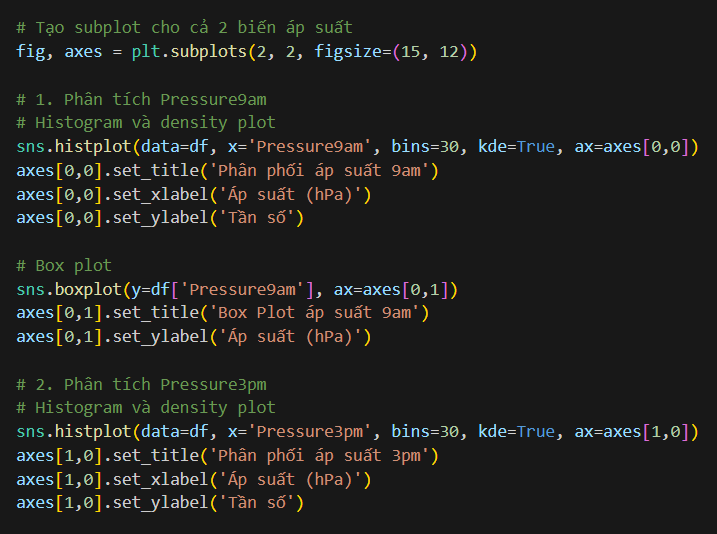 # Tạo subplot cho cả 2 biến áp suất
fig, axes = plt.subplots(2, 2, figsize=(15, 12))
# 1. Phân tích Pressure9am
# Histogram và density plot
sns.histplot(data=df, x='Pressure9am', bins=30, kde=True, ax=axes[0,0])
axes[0,0].set_title('Phân phối áp suất 9am')
axes[0,0].set_xlabel('Áp suất (hPa)')
axes[0,0].set_ylabel('Tần số')
# Box plot
sns.boxplot(y=df['Pressure9am'], ax=axes[0,1])
axes[0,1].set_title('Box Plot áp suất 9am')
axes[0,1].set_ylabel('Áp suất (hPa)')
# 2. Phân tích Pressure3pm
# Histogram và density plot
sns.histplot(data=df, x='Pressure3pm', bins=30, kde=True, ax=axes[1,0])
axes[1,0].set_title('Phân phối áp suất 3pm')
axes[1,0].set_xlabel('Áp suất (hPa)')
axes[1,0].set_ylabel('Tần số')